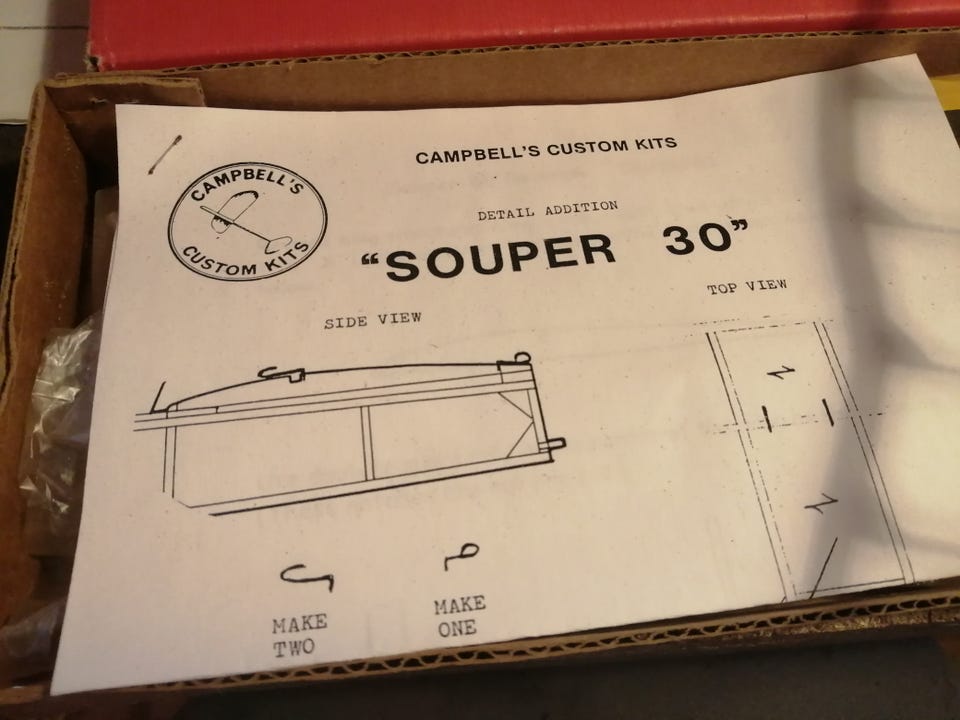 CAMPBELL'S CUSTOM KITS
CAMPBELL'S
CUSTOM KITS
DETAIL ADDITION
“SOUPER 30”
SIDE VIEW
TOP VIEW
MAKE
TWO
MAKE
ONE